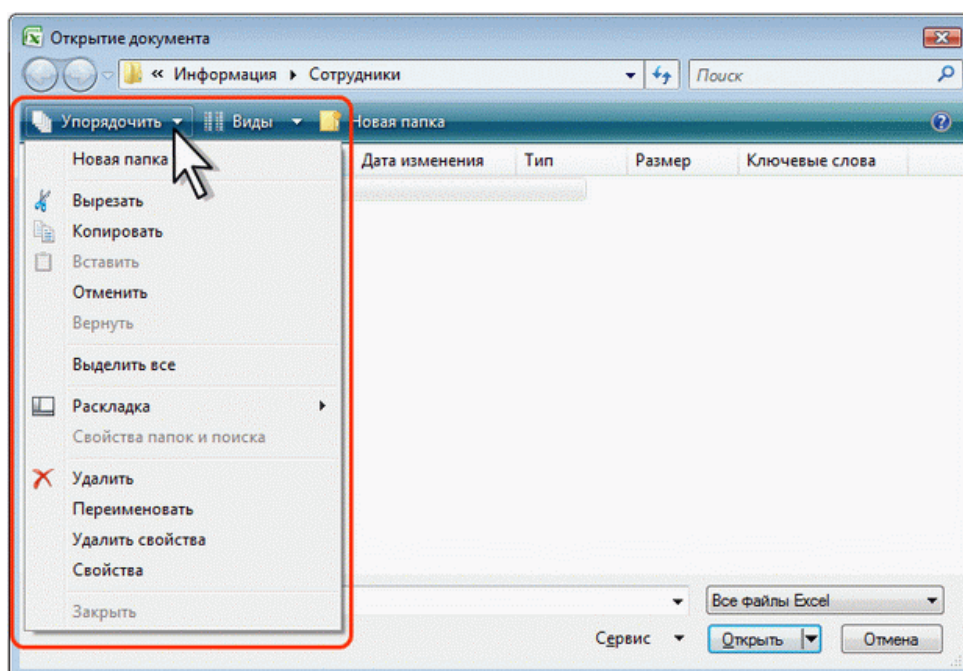 Открытие документа
« Информация Сотрудники Поиск
Упорядочить Виды Новая папка
Новая папка Дата изменения Тип Размер Ключевые слова
Вырезать
Копировать
Вставить
Отменить
Вернуть
Выделить все
Раскладка
Свойства папок и поиска
Удалить
Переименовать
Удалить свойства
Свойства
Закрыть
Все файлы Excel
Сервис Открыть Отмена